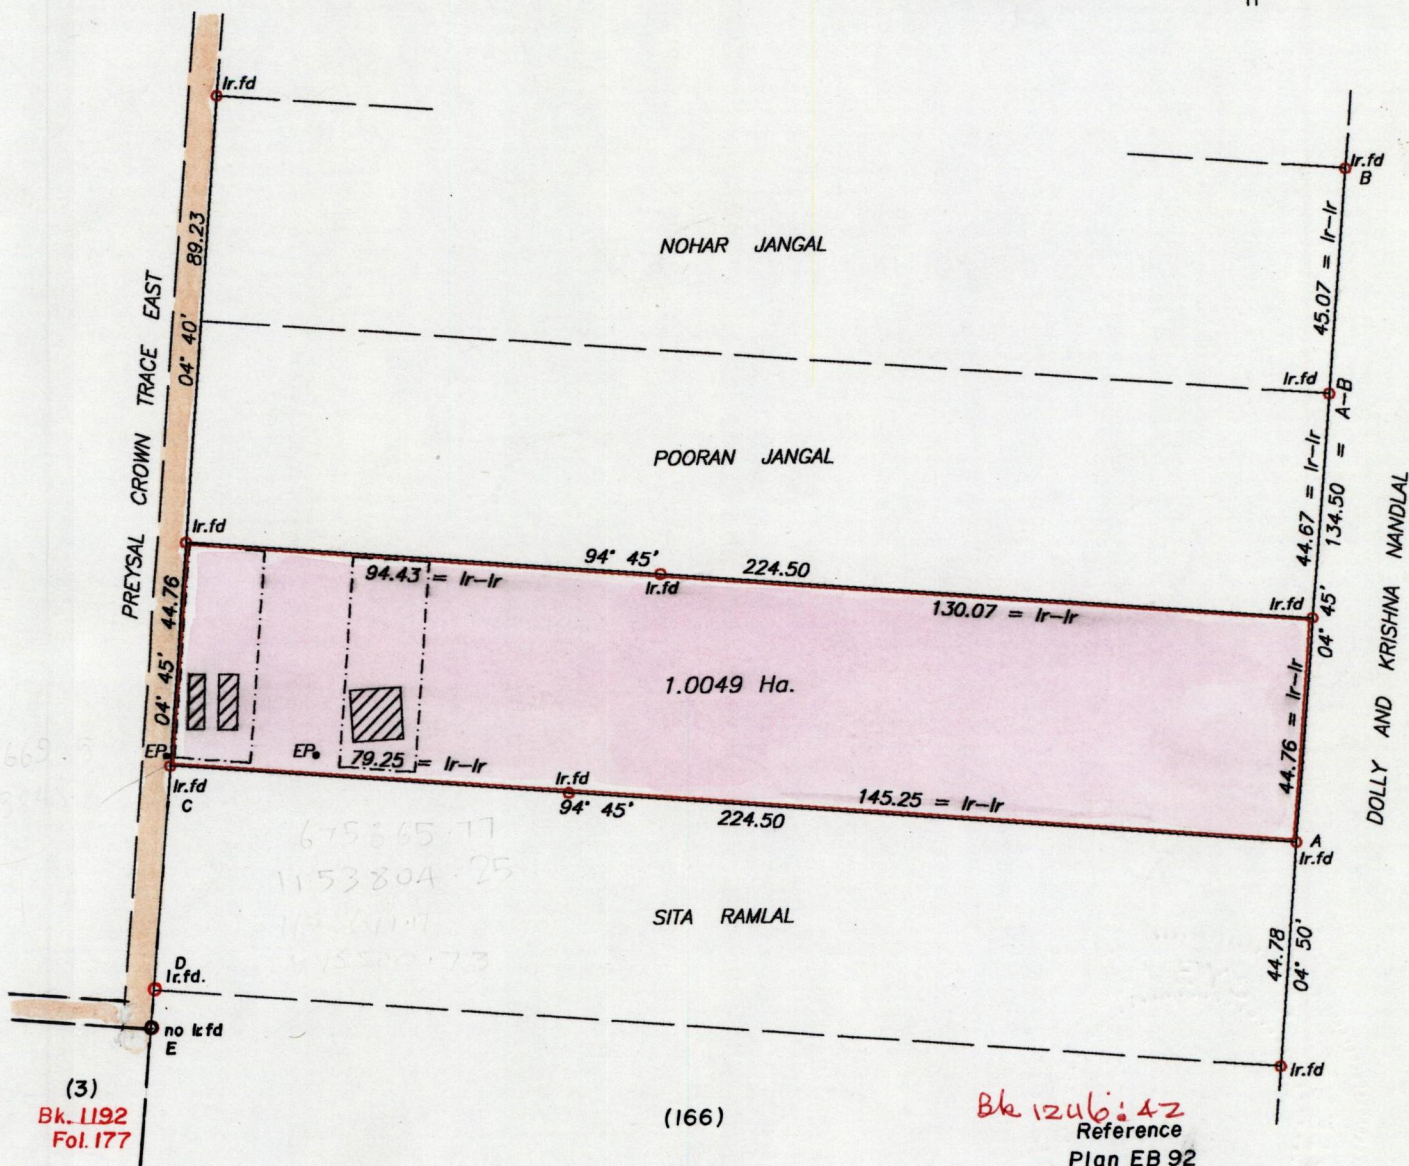 Ir.fd
Ir.fd
B
89.23
04° 40'
PREYSAL CROWN TRACE EAST
NOHAR JANGAL
45.07 = Ir-Ir
Ir.fd
A-B
POORAN JANGAL
44.67 = Ir-Ir
134.50 =
DOLLY AND KRISHNA NANDLAL
Ir.fd
94° 45' 224.50
94.43 = Ir-Ir
Ir.fd
130.07 = Ir-Ir
Ir.fd
04° 45'
44.76
04° 45'
1.0049 Ha.
44.76 = Ir-Ir
EP.
EP.
79.25 = Ir-Ir
Ir.fd
C
Ir.fd
94° 45' 224.50
145.25 = Ir-Ir
A
Ir.fd
1153804.25
SITA RAMLAL
44.78
04° 50'
D
Ir.fd.
no Ir.fd
E
Ir.fd
(3)
Bk. 1192
Fol. 177
(166)
Bk 1246: 42
Reference
Plan EB 92